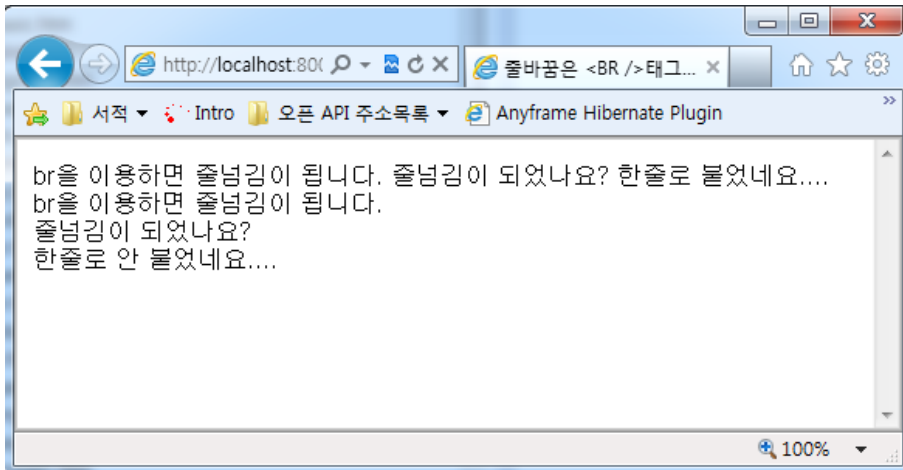 http://localhost:80
줄바꿈은 <BR />태그...
서적
Intro
오픈 API 주소목록
Anyframe Hibernate Plugin
br을 이용하면 줄넘김이 됩니다. 줄넘김이 되었나요? 한줄로 붙었네요....
br을 이용하면 줄넘김이 됩니다.
줄넘김이 되었나요?
한줄로 안 붙었네요....
100%